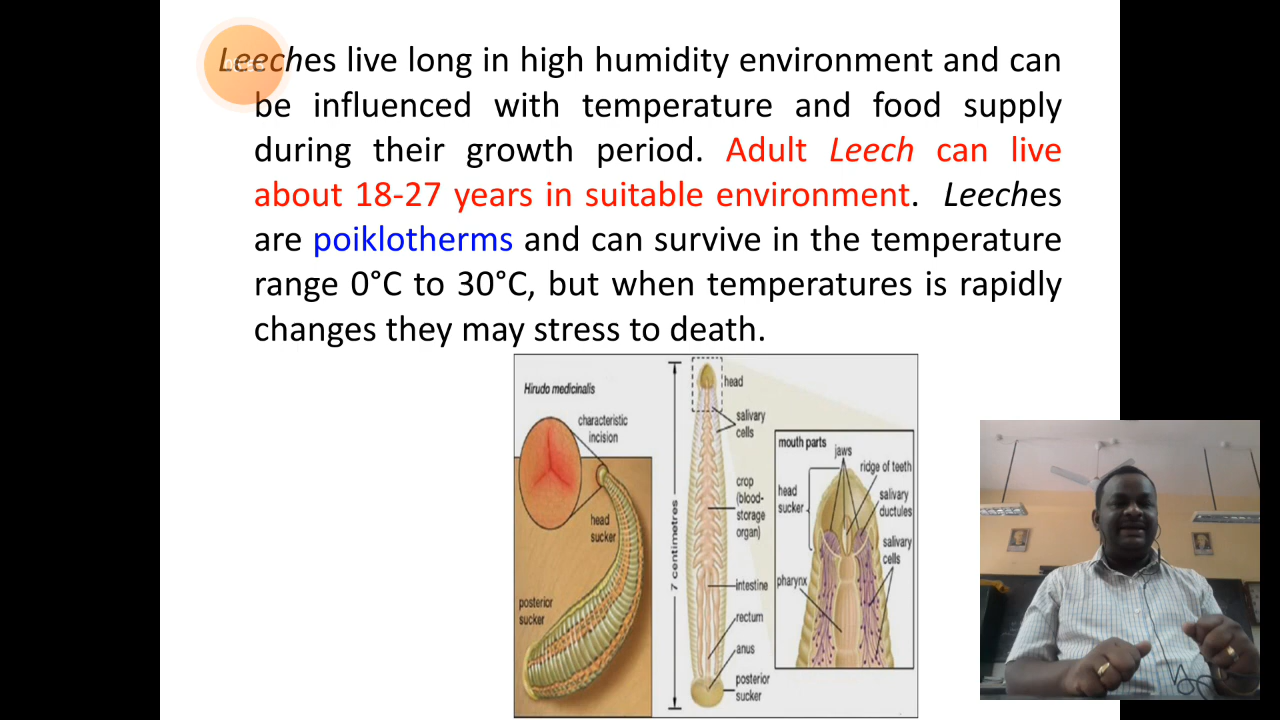 Leeches live long in high humidity environment and can
be influenced with temperature and food supply
during their growth period. Adult Leech can live
about 18-27 years in suitable environment. Leeches
are poiklotherms and can survive in the temperature
range 0°C to 30°C, but when temperatures is rapidly
changes they may stress to death.
Hirudo medicinalis
characteristic
incision
head
sucker
posterior
sucker
7 centimetres
head
salivary
cells
crop
(blood-
storage
organ)
intestine
rectum
anus
posterior
sucker
mouth parts
jaws
ridge of teeth
head
sucker
salivary
ductules
salivary
cells
pharynx